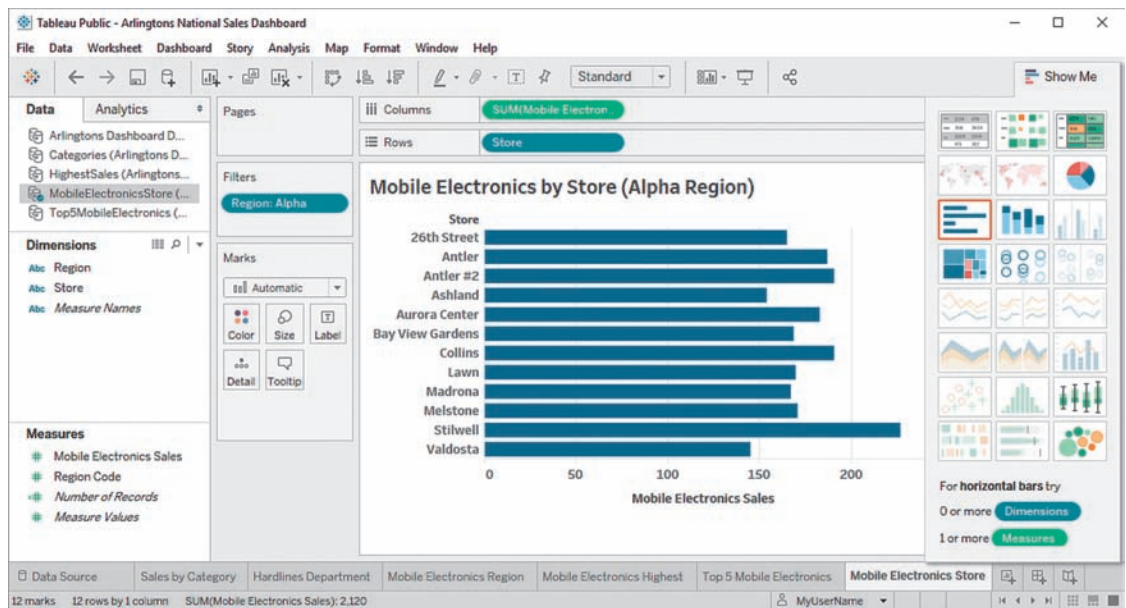 Tableau Public - Arlingtons National Sales Dashboard
File Data Worksheet Dashboard Story Analysis Map Format Window Help
Standard
Show Me
Data Analytics
Arlingtons Dashboard D...
Categories (Arlingtons D...
HighestSales (Arlingtons...
MobileElectronicsStore (...
Top5MobileElectronics (...
Dimensions
Abc Region
Abc Store
Abc Measure Names
Measures
Mobile Electronics Sales
Region Code
Number of Records
Measure Values
Pages
Filters
Region: Alpha
Marks
Automatic
Color Size Label
Detail Tooltip
Columns SUM(Mobile Electron..
Rows Store
Mobile Electronics by Store (Alpha Region)
Store
26th Street
Antler
Antler #2
Ashland
Aurora Center
Bay View Gardens
Collins
Lawn
Madrona
Melstone
Stilwell
Valdosta
0 50 100 150 200
Mobile Electronics Sales
For horizontal bars try
0 or more Dimensions
1 or more Measures
Data Source Sales by Category Hardlines Department Mobile Electronics Region Mobile Electronics Highest Top 5 Mobile Electronics Mobile Electronics Store
12 marks 12 rows by 1 column SUM(Mobile Electronics Sales): 2,120 MyUserName